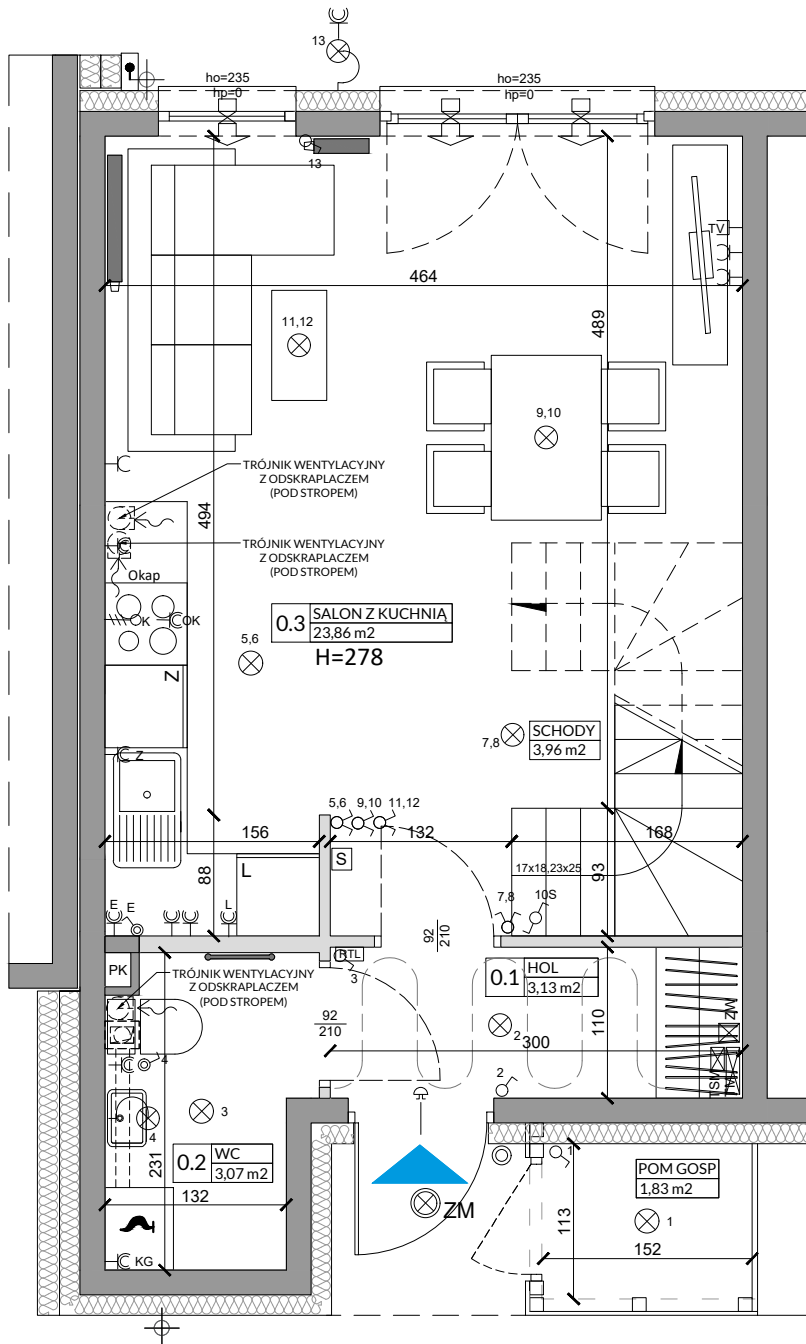 13
ho=235
hp=0
ho=235
hp=0
13
TV
464
489
11,12
9,10
TRÓJNIK WENTYLACYJNY
Z ODSKRAPLACZEM
(POD STROPEM)
494
TRÓJNIK WENTYLACYJNY
Z ODSKRAPLACZEM
(POD STROPEM)
Okap
K
OK
0.3
SALON Z KUCHNIĄ
23,86 m2
H=278
5,6
Z
Z
7,8
SCHODY
3,96 m2
5,6
9,10
11,12
156
132
168
S
L
88
93
17x18,23x25
7,8
10S
E
E
L
92
210
PK
TRÓJNIK WENTYLACYJNY
Z ODSKRAPLACZEM
(POD STROPEM)
RTL
3
0.1
HOL
3,13 m2
92
210
2
300
110
ZW
TSM
TM
4
2
3
4
231
0.2
WC
3,07 m2
132
KG
ZM
1
POM GOSP
1,83 m2
113
1
152